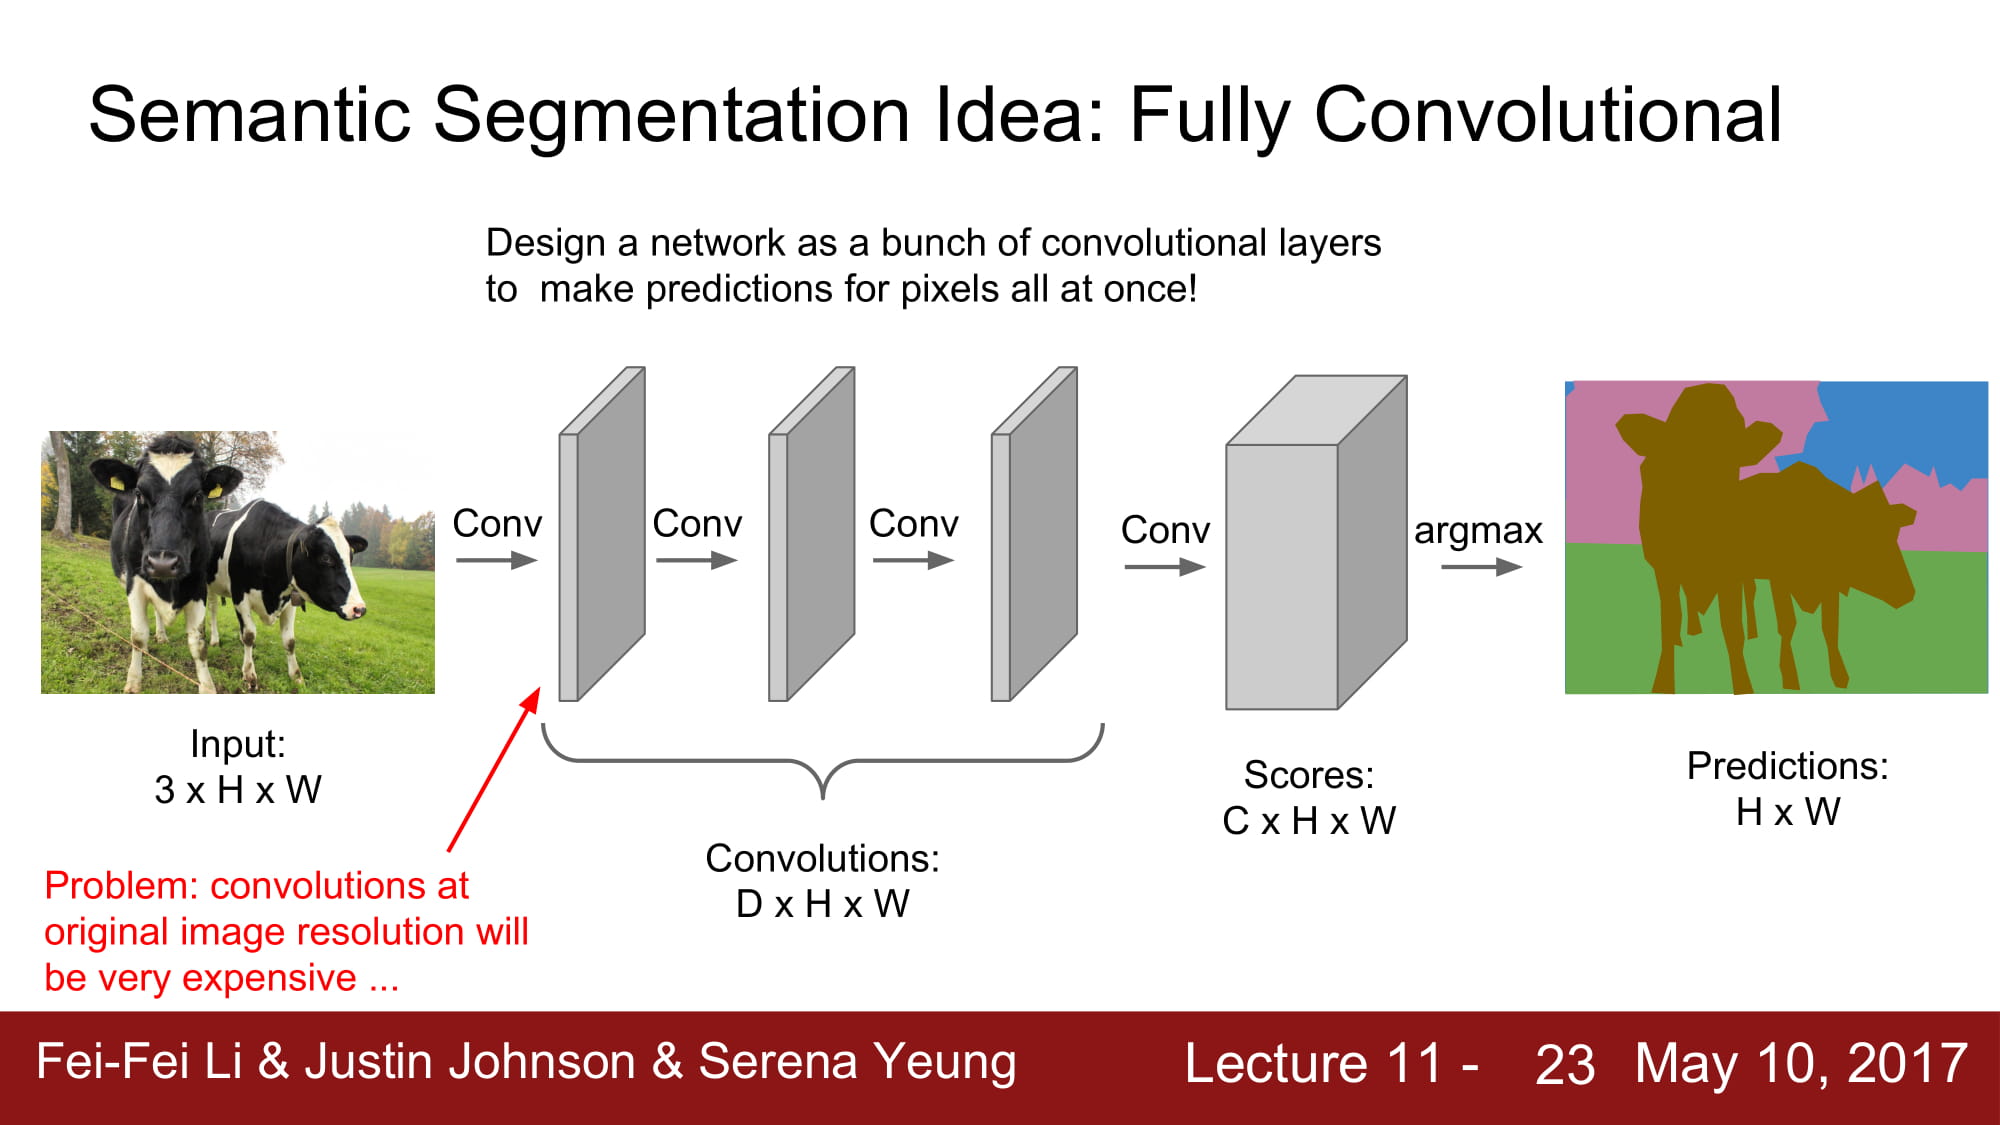 Semantic Segmentation Idea: Fully Convolutional
Design a network as a bunch of convolutional layers
to  make predictions for pixels all at once!
Conv
Conv
Conv
Conv
argmax
Input:
3 x H x W
Problem: convolutions at
original image resolution will
be very expensive ...
Convolutions:
D x H x W
Scores:
C x H x W
Predictions:
H x W
Fei-Fei Li & Justin Johnson & Serena Yeung
Lecture 11 - 23 May 10, 2017